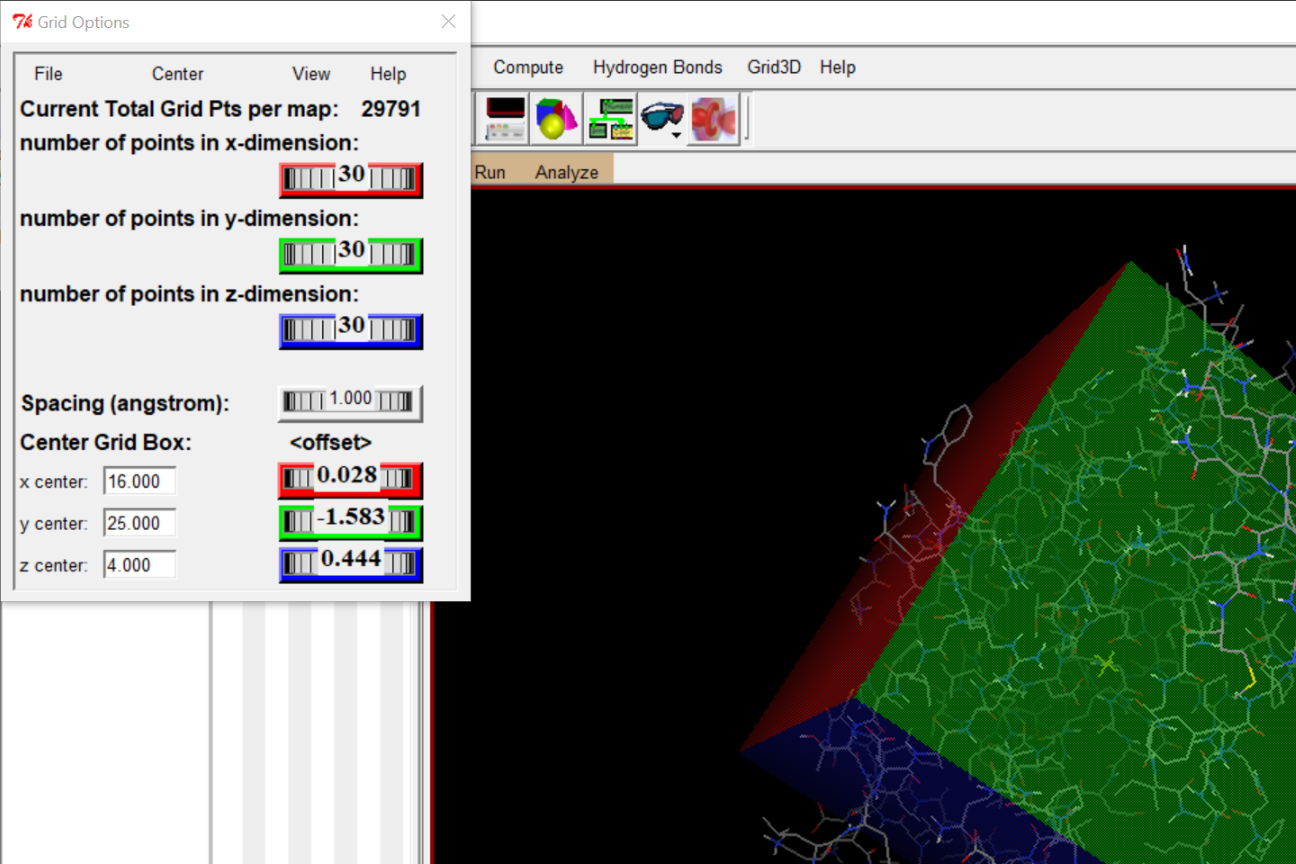 Grid Options
File Center View Help
Current Total Grid Pts per map: 29791
number of points in x-dimension:
30
number of points in y-dimension:
30
number of points in z-dimension:
30
Spacing (angstrom): 1.000
Center Grid Box: <offset>
x center: 16.000 0.028
y center: 25.000 -1.583
z center: 4.000 0.444
Compute Hydrogen Bonds Grid3D Help
Run Analyze